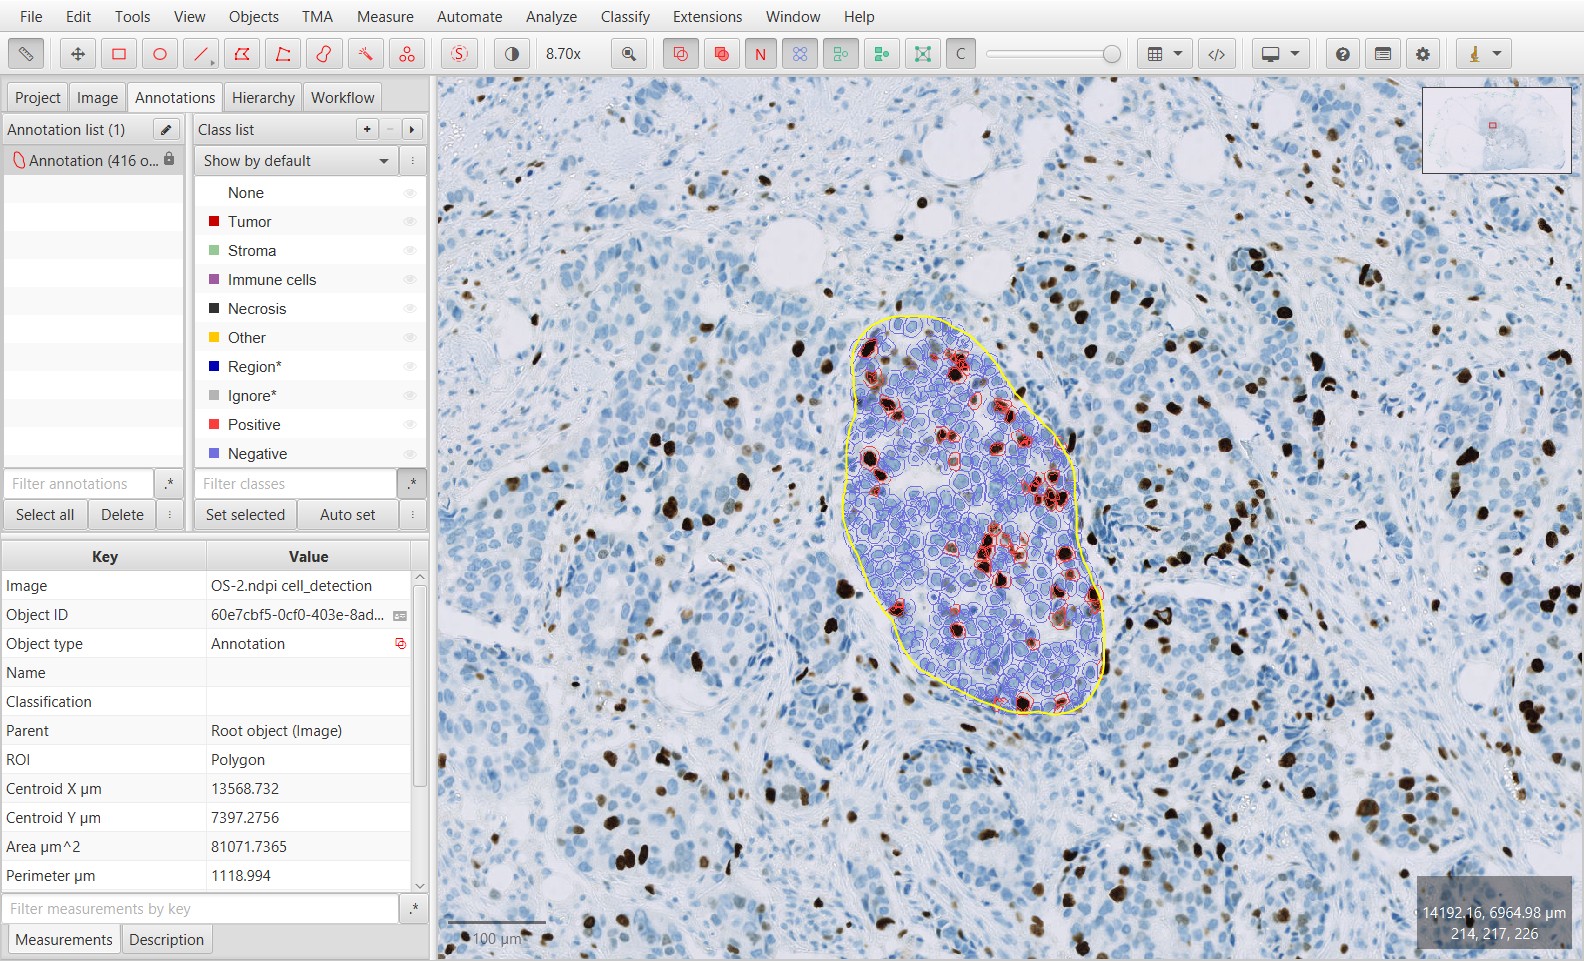 File Edit Tools View Objects TMA Measure Automate Analyze Classify Extensions Window Help
S 8.70x N C </>
Project Image Annotations Hierarchy Workflow
Annotation list (1)
Annotation (416 o...
Class list
Show by default
None
Tumor
Stroma
Immune cells
Necrosis
Other
Region*
Ignore*
Positive
Negative
Filter annotations .*
Filter classes .*
Select all Delete
Set selected Auto set
Key Value
Image OS-2.ndpi cell_detection
Object ID 60e7cbf5-0cf0-403e-8ad...
Object type Annotation
Name
Classification
Parent Root object (Image)
ROI Polygon
Centroid X µm 13568.732
Centroid Y µm 7397.2756
Area µm^2 81071.7365
Perimeter µm 1118.994
Filter measurements by key .*
Measurements Description
100 µm
14192.16, 6964.98 µm
214, 217, 226